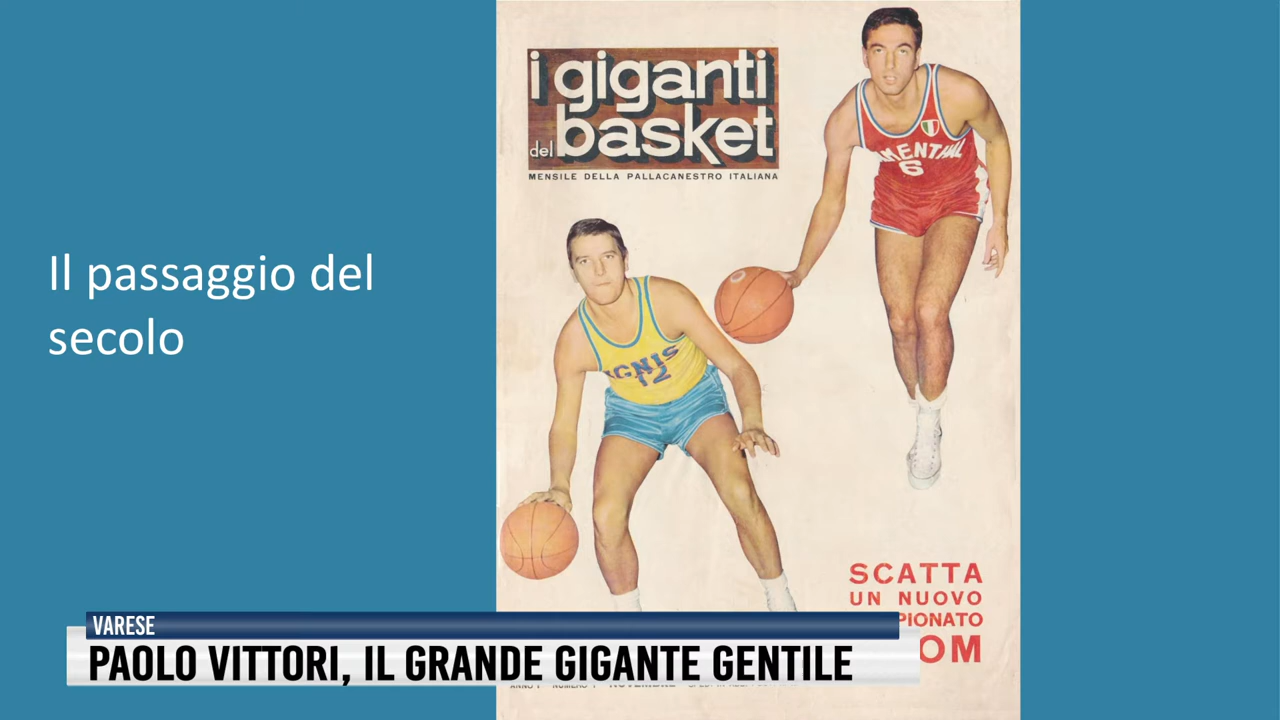 Il passaggio del
secolo
i giganti
del basket
MENSILE DELLA PALLACANESTRO ITALIANA
6
IGNIS
12
SCATTA
UN NUOVO
VARESE
PAOLO VITTORI, IL GRANDE GIGANTE GENTILE